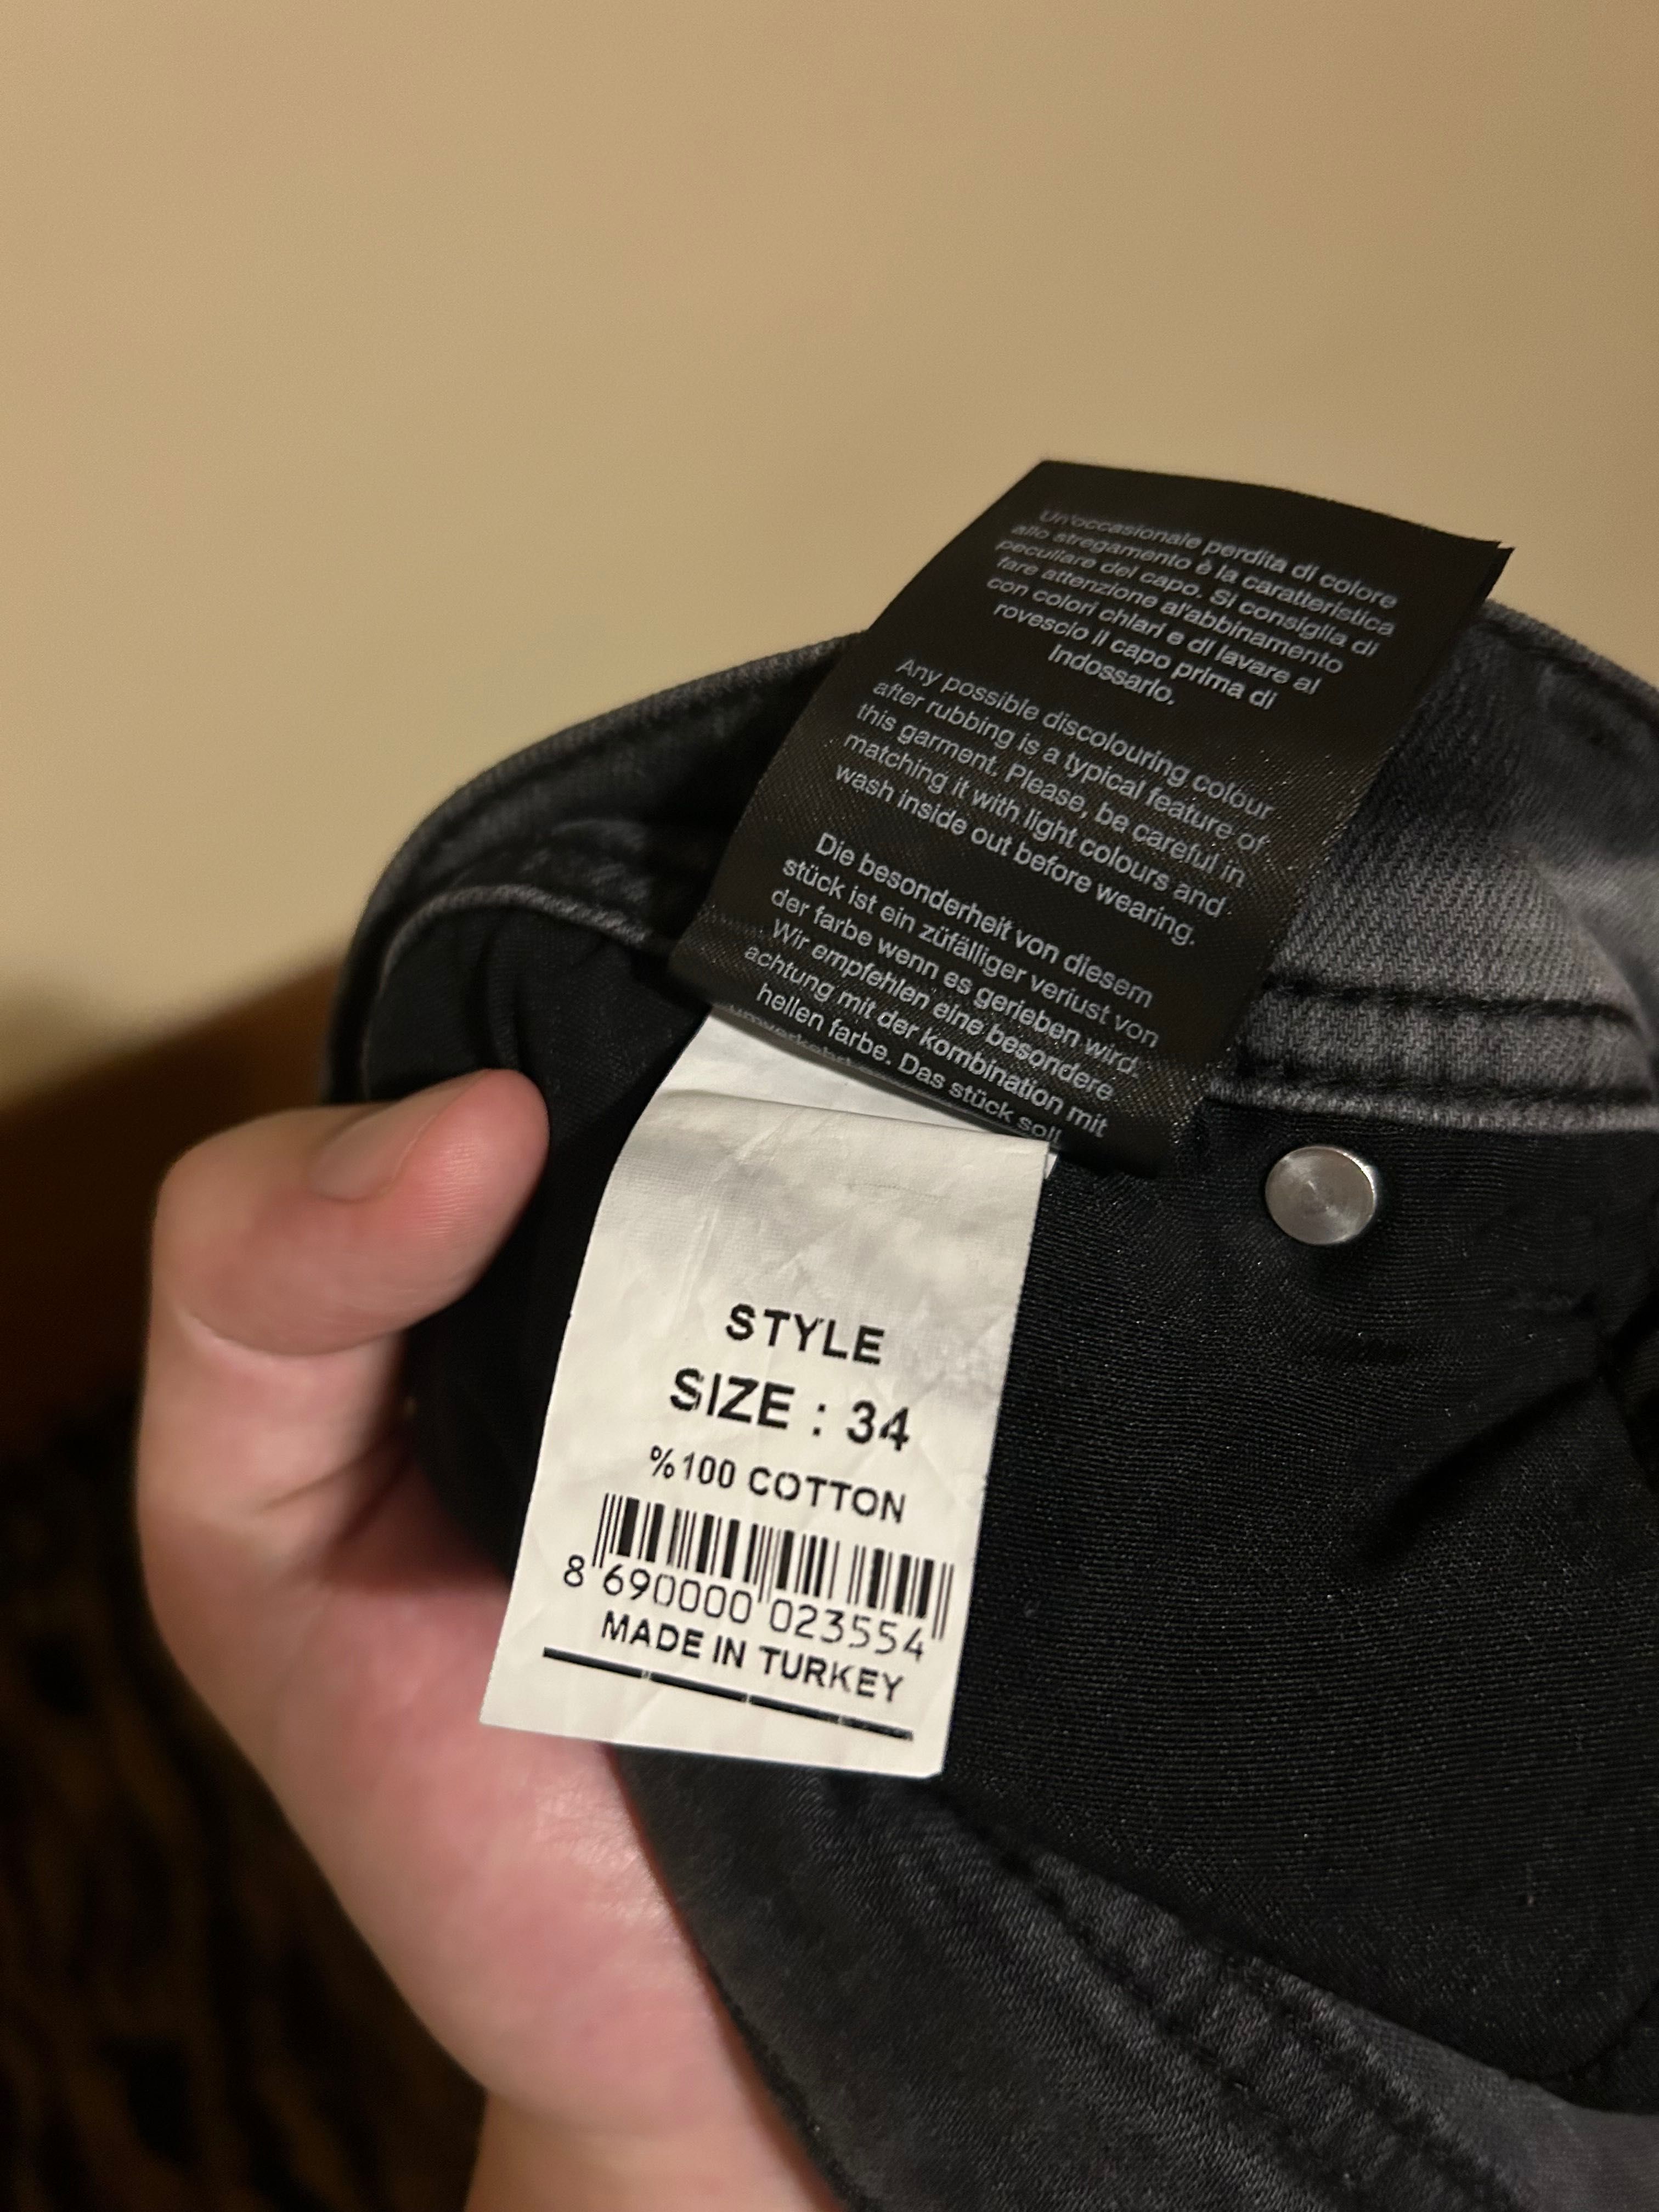 Un'occasionale perdita di colore
allo stregamento è la caratteristica
peculiare del capo. Si consiglia di
fare attenzione al'abbinamento
con colori chiari e di lavare al
rovescio il capo prima di
Indossarlo.
Any possible discolouring colour
after rubbing is a typical feature of
this garment. Please, be careful in
matching it with light colours and
wash inside out before wearing.
Die besonderheit von diesem
stück ist ein züfälliger veriust von
der farbe wenn es gerieben wird.
Wir empfehlen eine besondere
achtung mit der kombination mit
hellen farbe. Das stück soll
STYLE
SIZE : 34
%100 COTTON
8 690000 023554
MADE IN TURKEY